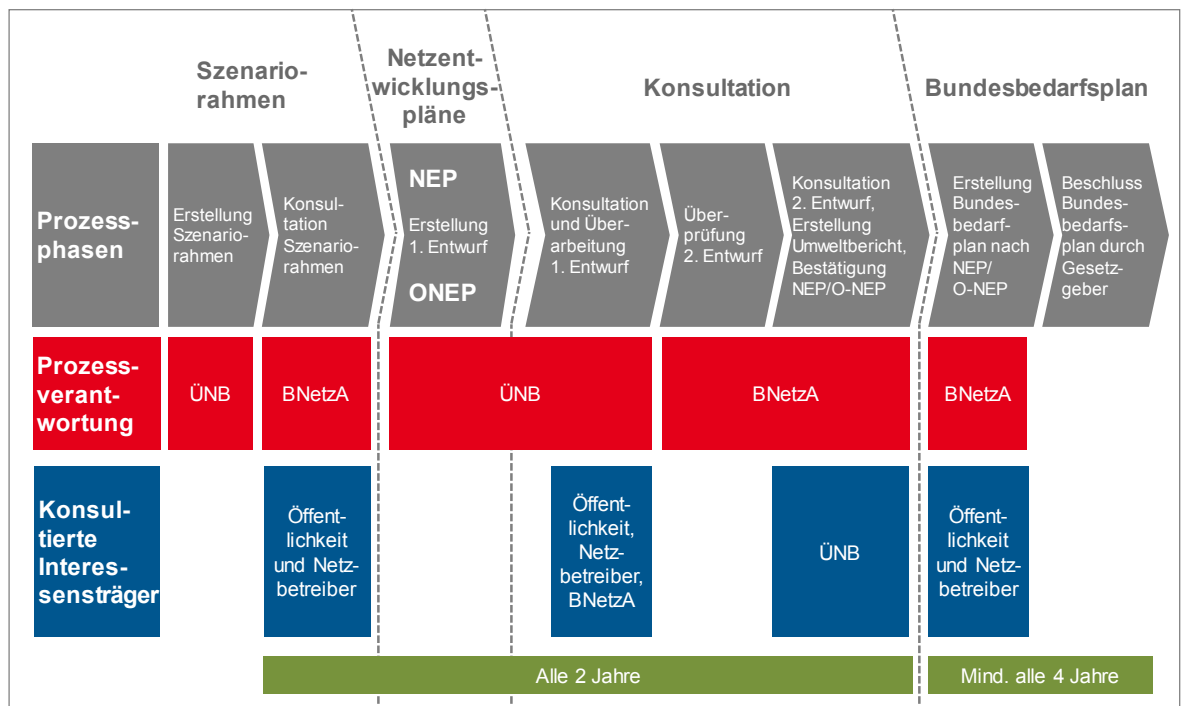 Szenario-
rahmen
Netzent-
wicklungs-
pläne
Konsultation
Bundesbedarfsplan
Prozess-
phasen
Erstellung
Szenario-
rahmen
Konsul-
tation
Szenario-
rahmen
NEP
Erstellung
1. Entwurf
ONEP
Konsultation
und Über-
arbeitung
1. Entwurf
Über-
prüfung
2. Entwurf
Konsultation
2. Entwurf,
Erstellung
Umweltbericht,
Bestätigung
NEP/O-NEP
Erstellung
Bundes-
bedarf-
plan nach
NEP/
O-NEP
Beschluss
Bundes-
bedarfs-
plan durch
Gesetz-
geber
Prozess-
verant-
wortung
ÜNB
BNetzA
ÜNB
BNetzA
BNetzA
Konsul-
tierte
Interes-
sensträger
Öffent-
lichkeit
und Netz-
betreiber
Öffent-
lichkeit,
Netz-
betreiber,
BNetzA
ÜNB
Öffent-
lichkeit
und Netz-
betreiber
Alle 2 Jahre
Mind. alle 4 Jahre